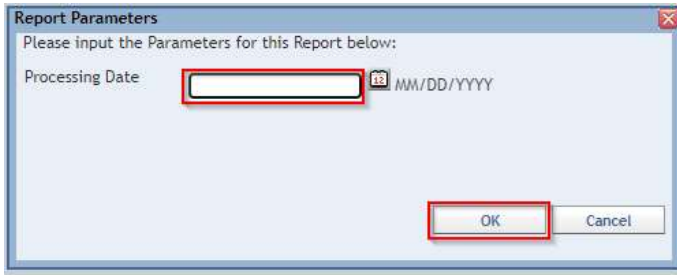 Report Parameters
Please input the Parameters for this Report below:
Processing Date
12 MM/DD/YYYY
OK Cancel